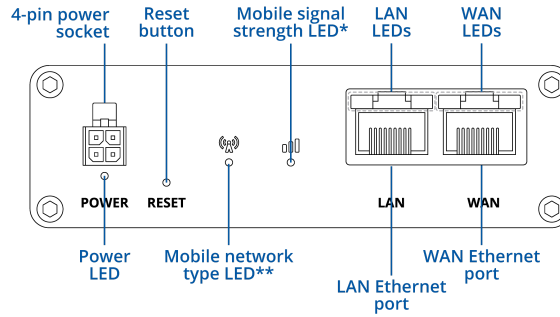 4-pin power
socket
Reset
button
Mobile signal
strength LED*
LAN
LEDs
WAN
LEDs
POWER
RESET
LAN
WAN
Power
LED
Mobile network
type LED**
LAN Ethernet
port
WAN Ethernet
port